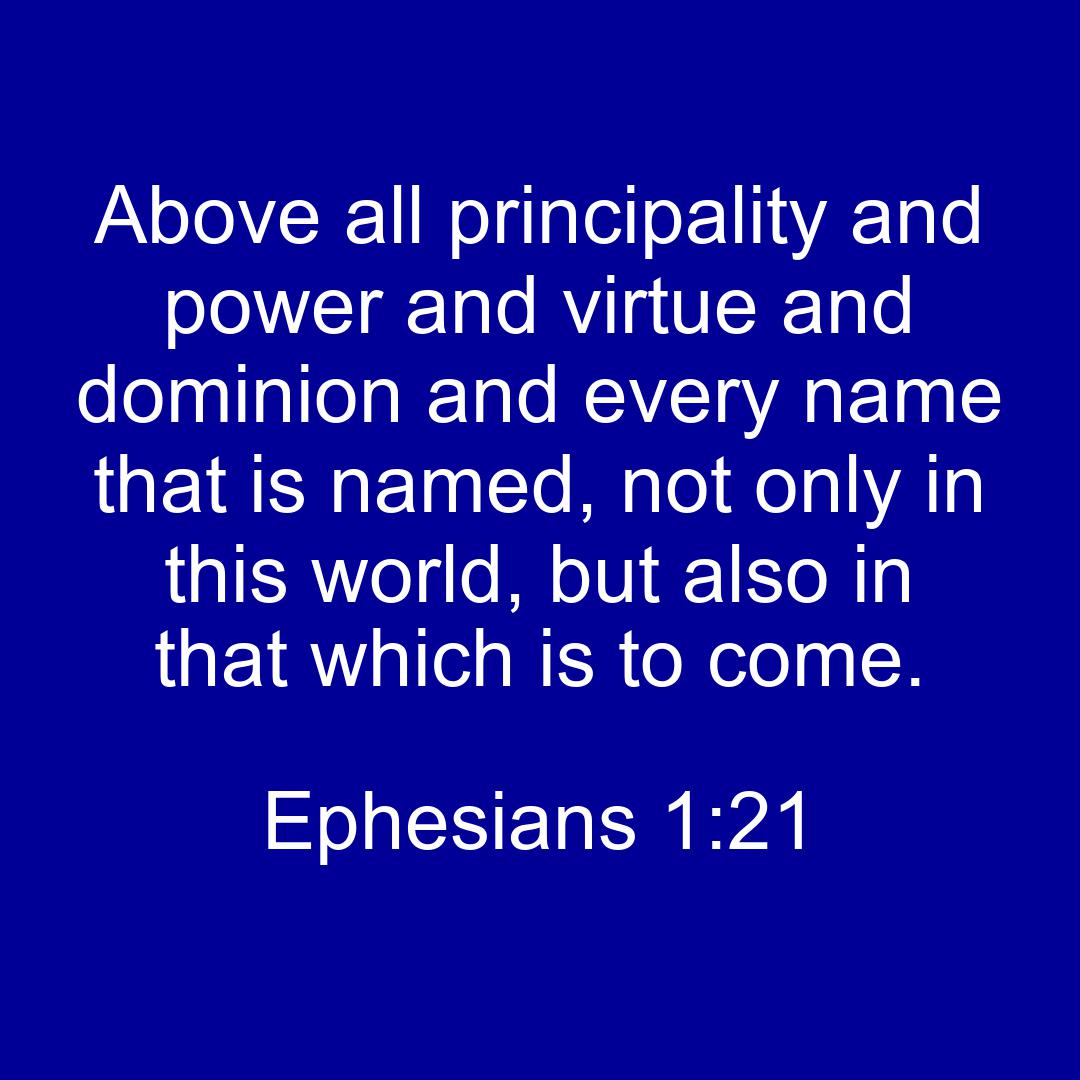 Above all principality and
power and virtue and
dominion and every name
that is named, not only in
this world, but also in
that which is to come.
Ephesians 1:21